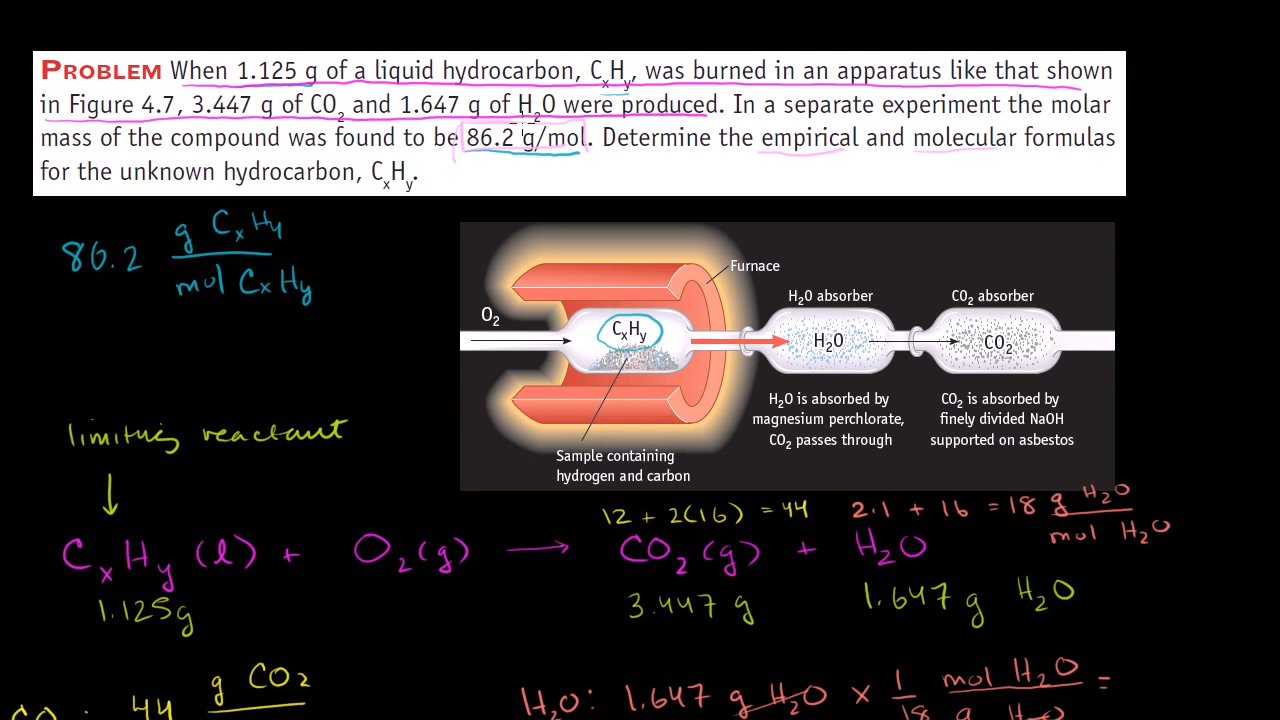 PROBLEM When 1.125 g of a liquid hydrocarbon, CxHy, was burned in an apparatus like that shown
in Figure 4.7, 3.447 g of CO2 and 1.647 g of H2O were produced. In a separate experiment the molar
mass of the compound was found to be 86.2 g/mol. Determine the empirical and molecular formulas
for the unknown hydrocarbon, CxHy.
86.2 g CxHy
mol CxHy
Furnace
H2O absorber
CO2 absorber
O2
CxHy
H2O
CO2
H2O is absorbed by
magnesium perchlorate,
CO2 passes through
CO2 is absorbed by
finely divided NaOH
supported on asbestos
Sample containing
hydrogen and carbon
limiting reactant
12 + 2(16) = 44
2·1 + 16 = 18 g H2O
mol H2O
CxHy (l) + O2(g) → CO2(g) + H2O
1.125g
3.447 g
1.647 g H2O
44 g CO2
H2O: 1.647 g H2O × 1 mol H2O =
18 g H2O